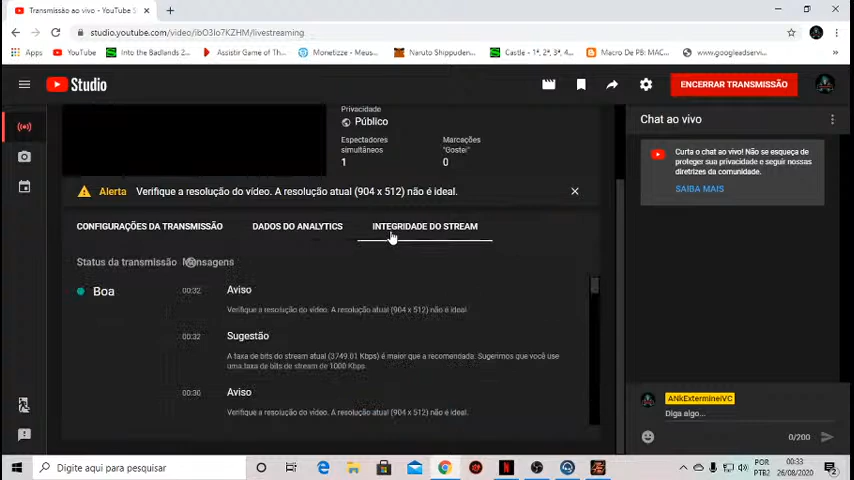 Transmissão ao vivo - YouTube S
studio.youtube.com/video/ibO3Io7KZHM/livestreaming
Apps
YouTube
Into the Badlands 2...
Assistir Game of Th...
Monetizze - Meus...
Naruto Shippuden...
Castle - 1ª, 2ª, 3ª, 4...
Macro De PB: MAC...
www.googleadservi...
Studio
ENCERRAR TRANSMISSÃO
Privacidade
Público
Espectadores
simultâneos
1
Marcações
"Gostei"
0
Alerta Verifique a resolução do vídeo. A resolução atual (904 x 512) não é ideal.
CONFIGURAÇÕES DA TRANSMISSÃO
DADOS DO ANALYTICS
INTEGRIDADE DO STREAM
Status da transmissão
Mensagens
Boa
00:32
Aviso
Verifique a resolução do vídeo. A resolução atual (904 x 512) não é ideal.
00:32
Sugestão
A taxa de bits do stream atual (3749.01 Kbps) é maior que a recomendada. Sugerimos que você use
uma taxa de bits de stream de 1000 Kbps.
00:30
Aviso
Verifique a resolução do vídeo. A resolução atual (904 x 512) não é ideal.
Chat ao vivo
Curta o chat ao vivo! Não se esqueça de
proteger sua privacidade e seguir nossas
diretrizes da comunidade.
SAIBA MAIS
ANkExtermineiVC
Diga algo...
0/200
Digite aqui para pesquisar
POR
PTB2
00:33
26/08/2020
2